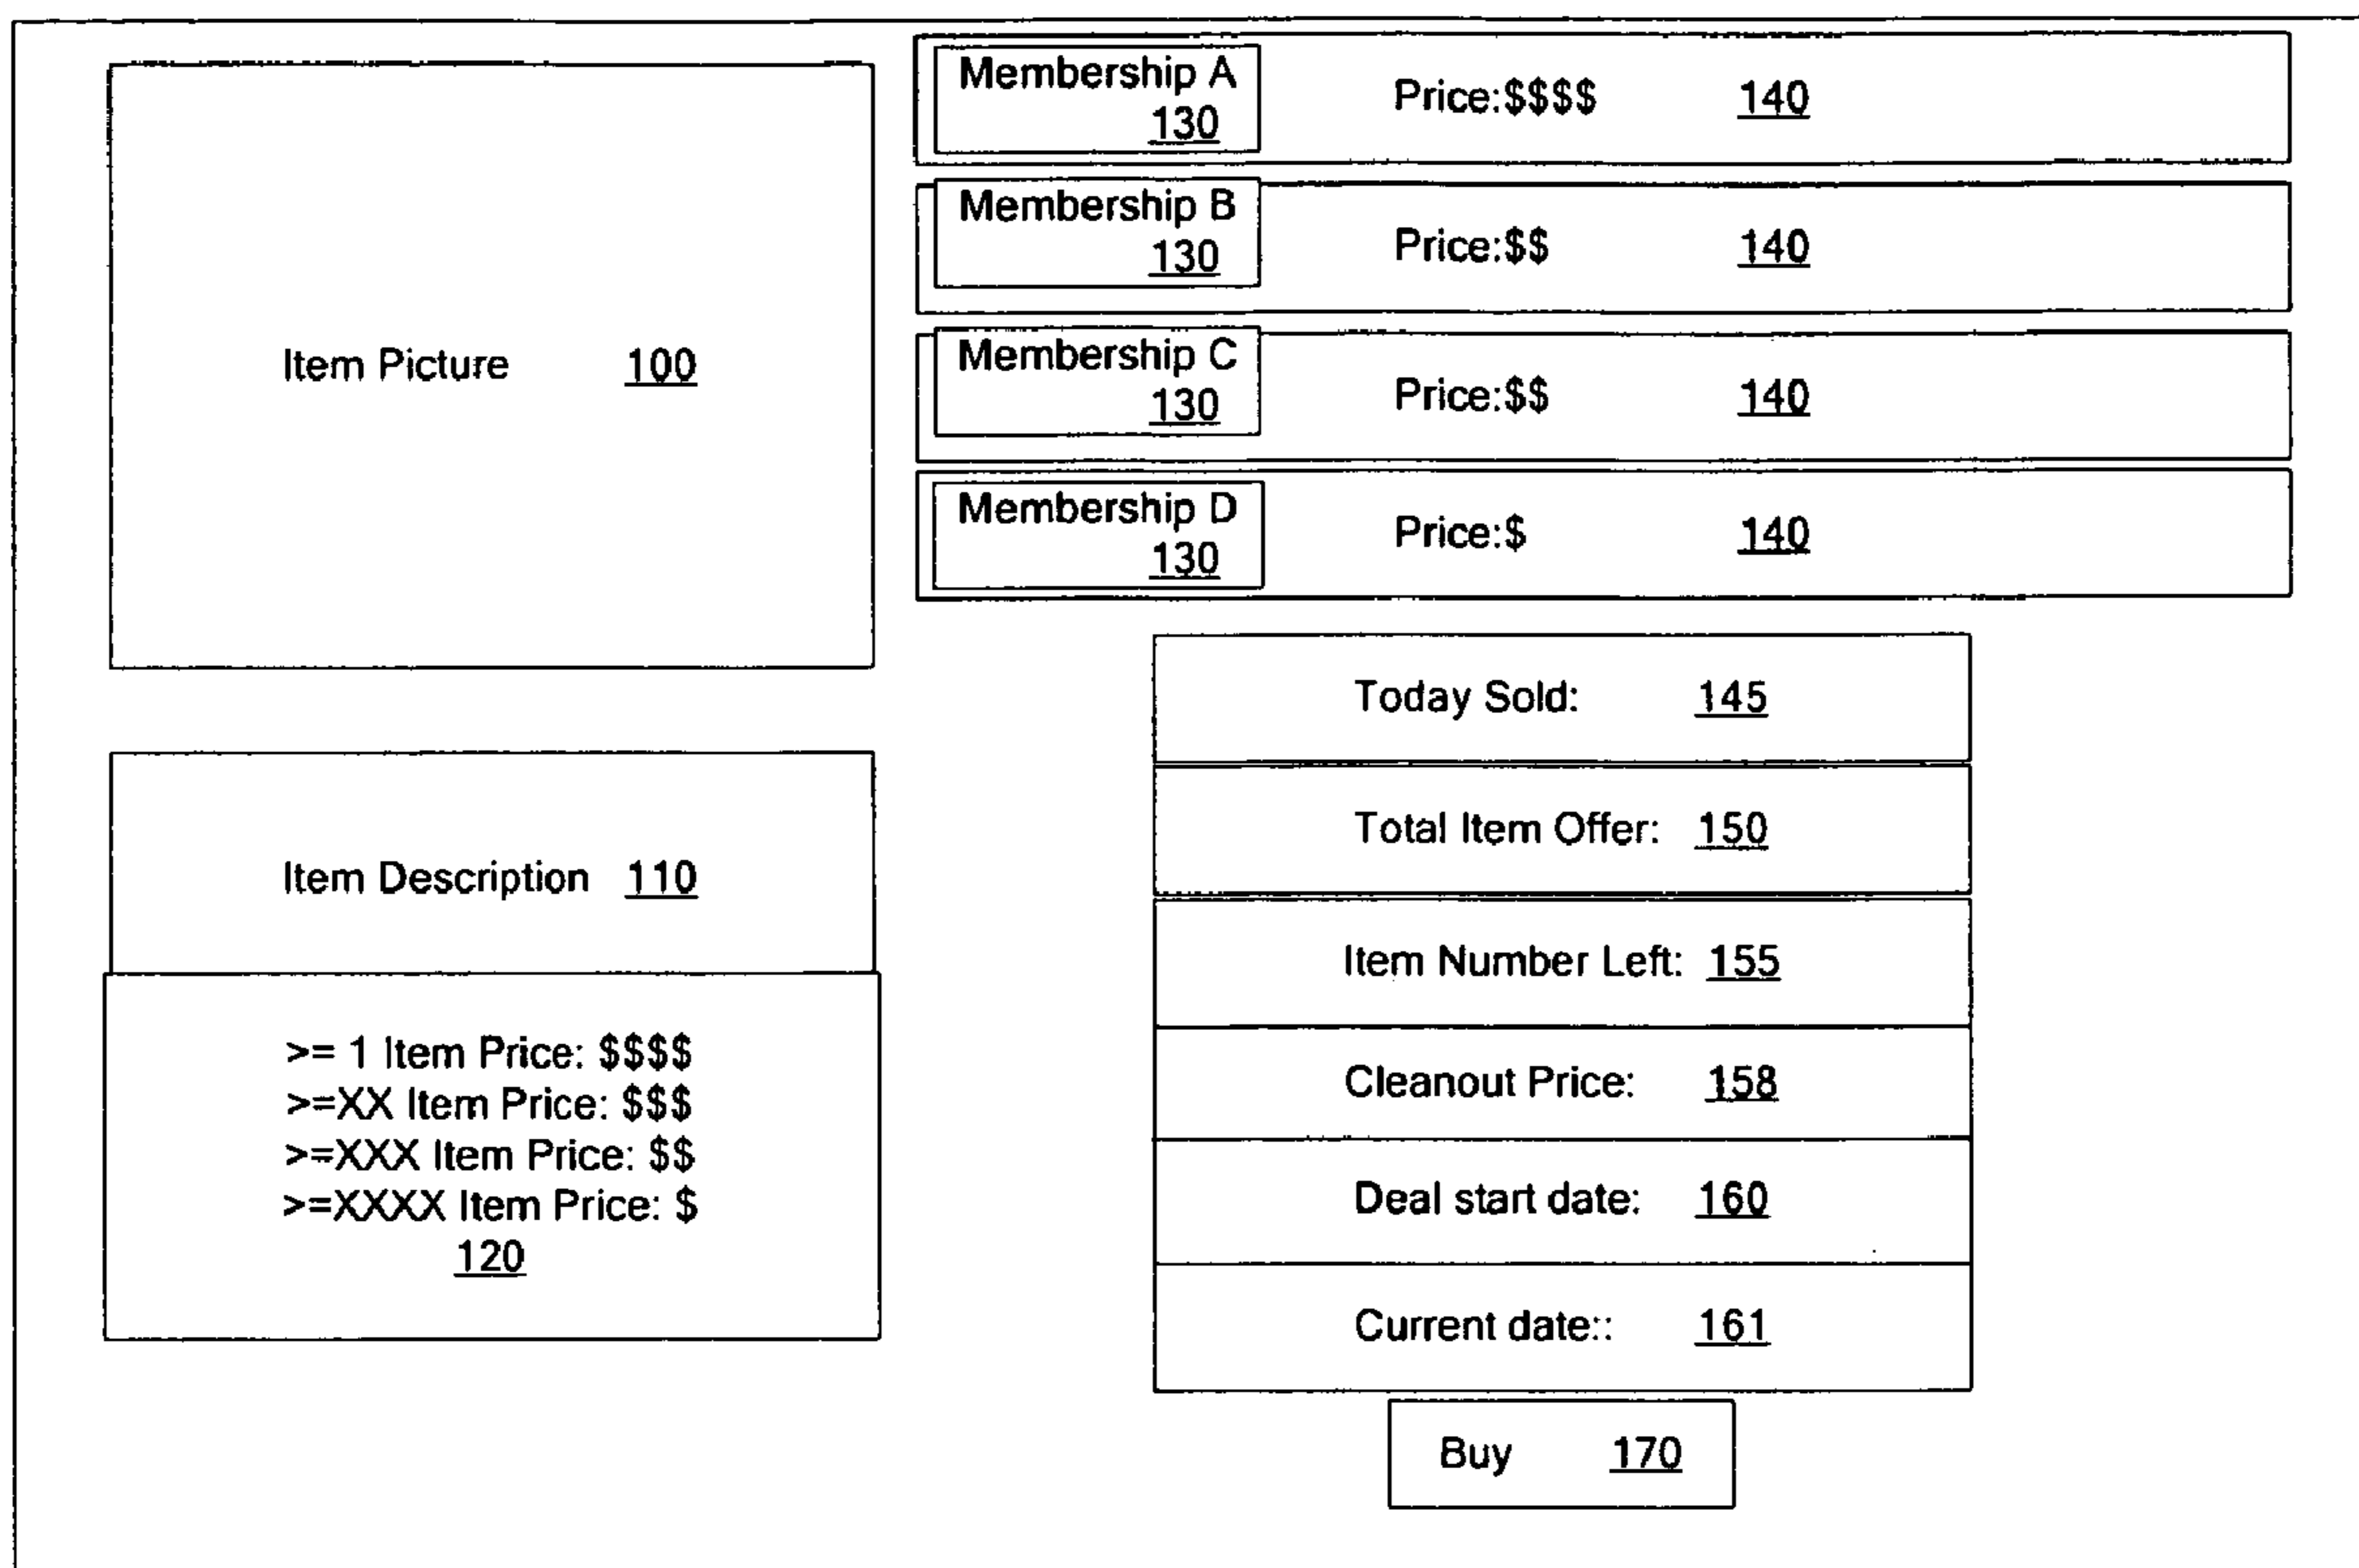 Item Picture 100
Item Description 110
>= 1 Item Price: $$$$
>=XX Item Price: $$$
>=XXX Item Price: $$
>=XXXX Item Price: $
120
Membership A
130
Price:$$$$ 140
Membership B
130
Price:$$ 140
Membership C
130
Price:$$ 140
Membership D
130
Price:$ 140
Today Sold: 145
Total Item Offer: 150
Item Number Left: 155
Cleanout Price: 158
Deal start date: 160
Current date:: 161
Buy 170